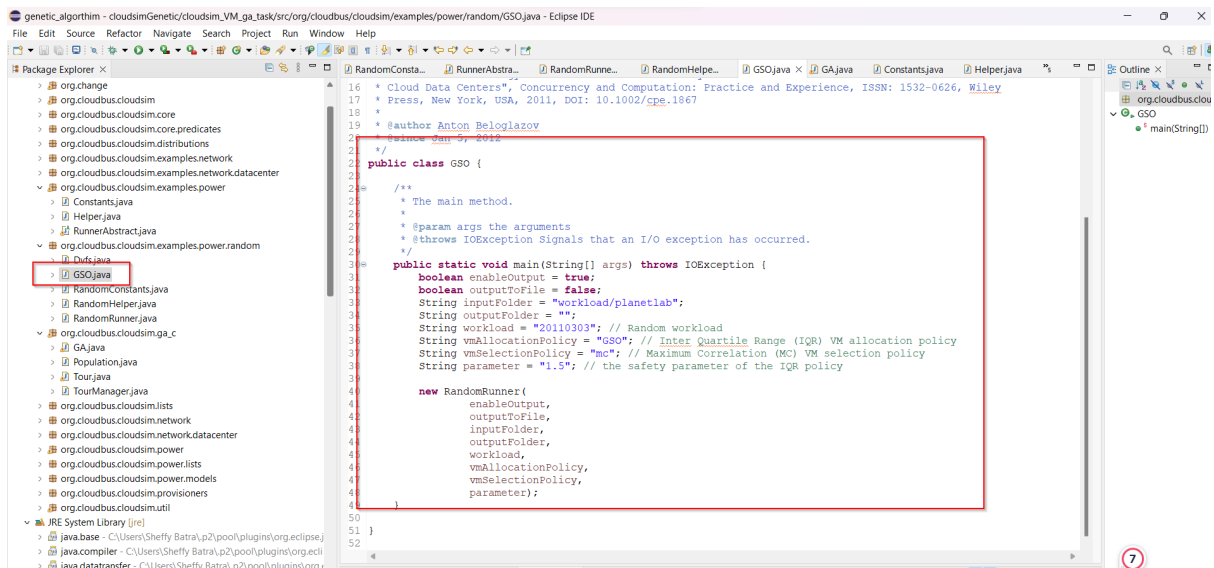 genetic_algorthim - cloudsimGenetic/cloudsim_VM_ga_task/src/org/cloudbus/cloudsim/examples/power/random/GSO.java - Eclipse IDE
File Edit Source Refactor Navigate Search Project Run Window Help
Package Explorer
org.change
org.cloudbus.cloudsim
org.cloudbus.cloudsim.core
org.cloudbus.cloudsim.core.predicates
org.cloudbus.cloudsim.distributions
org.cloudbus.cloudsim.examples.network
org.cloudbus.cloudsim.examples.network.datacenter
org.cloudbus.cloudsim.examples.power
Constants.java
Helper.java
RunnerAbstract.java
org.cloudbus.cloudsim.examples.power.random
Dvfs.java
GSO.java
RandomConstants.java
RandomHelper.java
RandomRunner.java
org.cloudbus.cloudsim.ga_c
GA.java
Population.java
Tour.java
TourManager.java
org.cloudbus.cloudsim.lists
org.cloudbus.cloudsim.network
org.cloudbus.cloudsim.network.datacenter
org.cloudbus.cloudsim.power
org.cloudbus.cloudsim.power.lists
org.cloudbus.cloudsim.power.models
org.cloudbus.cloudsim.provisioners
org.cloudbus.cloudsim.util
JRE System Library [jre]
java.base - C:\Users\Sheffy Batra\.p2\pool\plugins\org.eclipse.j
java.compiler - C:\Users\Sheffy Batra\.p2\pool\plugins\org.ecli
java.datatransfer - C:\Users\Sheffy Batra\.p2\pool\plugins\org.e
RandomConsta... RunnerAbstra... RandomRunne... RandomHelpe... GSO.java GA.java Constants.java Helper.java
16 * Cloud Data Centers", Concurrency and Computation: Practice and Experience, ISSN: 1532-0626, Wiley
17 * Press, New York, USA, 2011, DOI: 10.1002/cpe.1867
18 *
19 * @author Anton Beloglazov
20 * @since Jan 5, 2012
21 */
22 public class GSO {
23
24 /**
25 * The main method.
26 *
27 * @param args the arguments
28 * @throws IOException Signals that an I/O exception has occurred.
29 */
30 public static void main(String[] args) throws IOException {
31 boolean enableOutput = true;
32 boolean outputToFile = false;
33 String inputFolder = "workload/planetlab";
34 String outputFolder = "";
35 String workload = "20110303"; // Random workload
36 String vmAllocationPolicy = "GSO"; // Inter Quartile Range (IQR) VM allocation policy
37 String vmSelectionPolicy = "mc"; // Maximum Correlation (MC) VM selection policy
38 String parameter = "1.5"; // the safety parameter of the IQR policy
39
40 new RandomRunner(
41 enableOutput,
42 outputToFile,
43 inputFolder,
44 outputFolder,
45 workload,
46 vmAllocationPolicy,
47 vmSelectionPolicy,
48 parameter);
49 }
50
51 }
52
Outline
org.cloudbus.clou
GSO
main(String[])
7